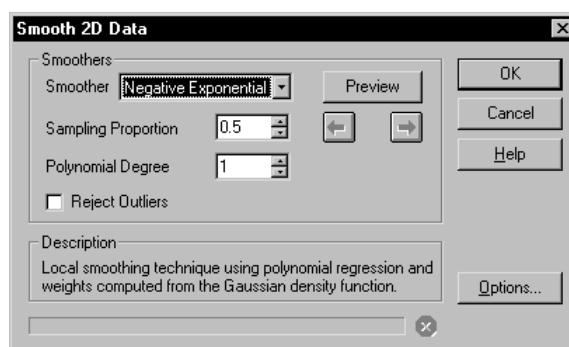 Smooth 2D Data
Smoothers
Smoother Negative Exponential Preview
Sampling Proportion 0.5
Polynomial Degree 1
Reject Outliers
OK
Cancel
Help
Description
Local smoothing technique using polynomial regression and
weights computed from the Gaussian density function.
Options...